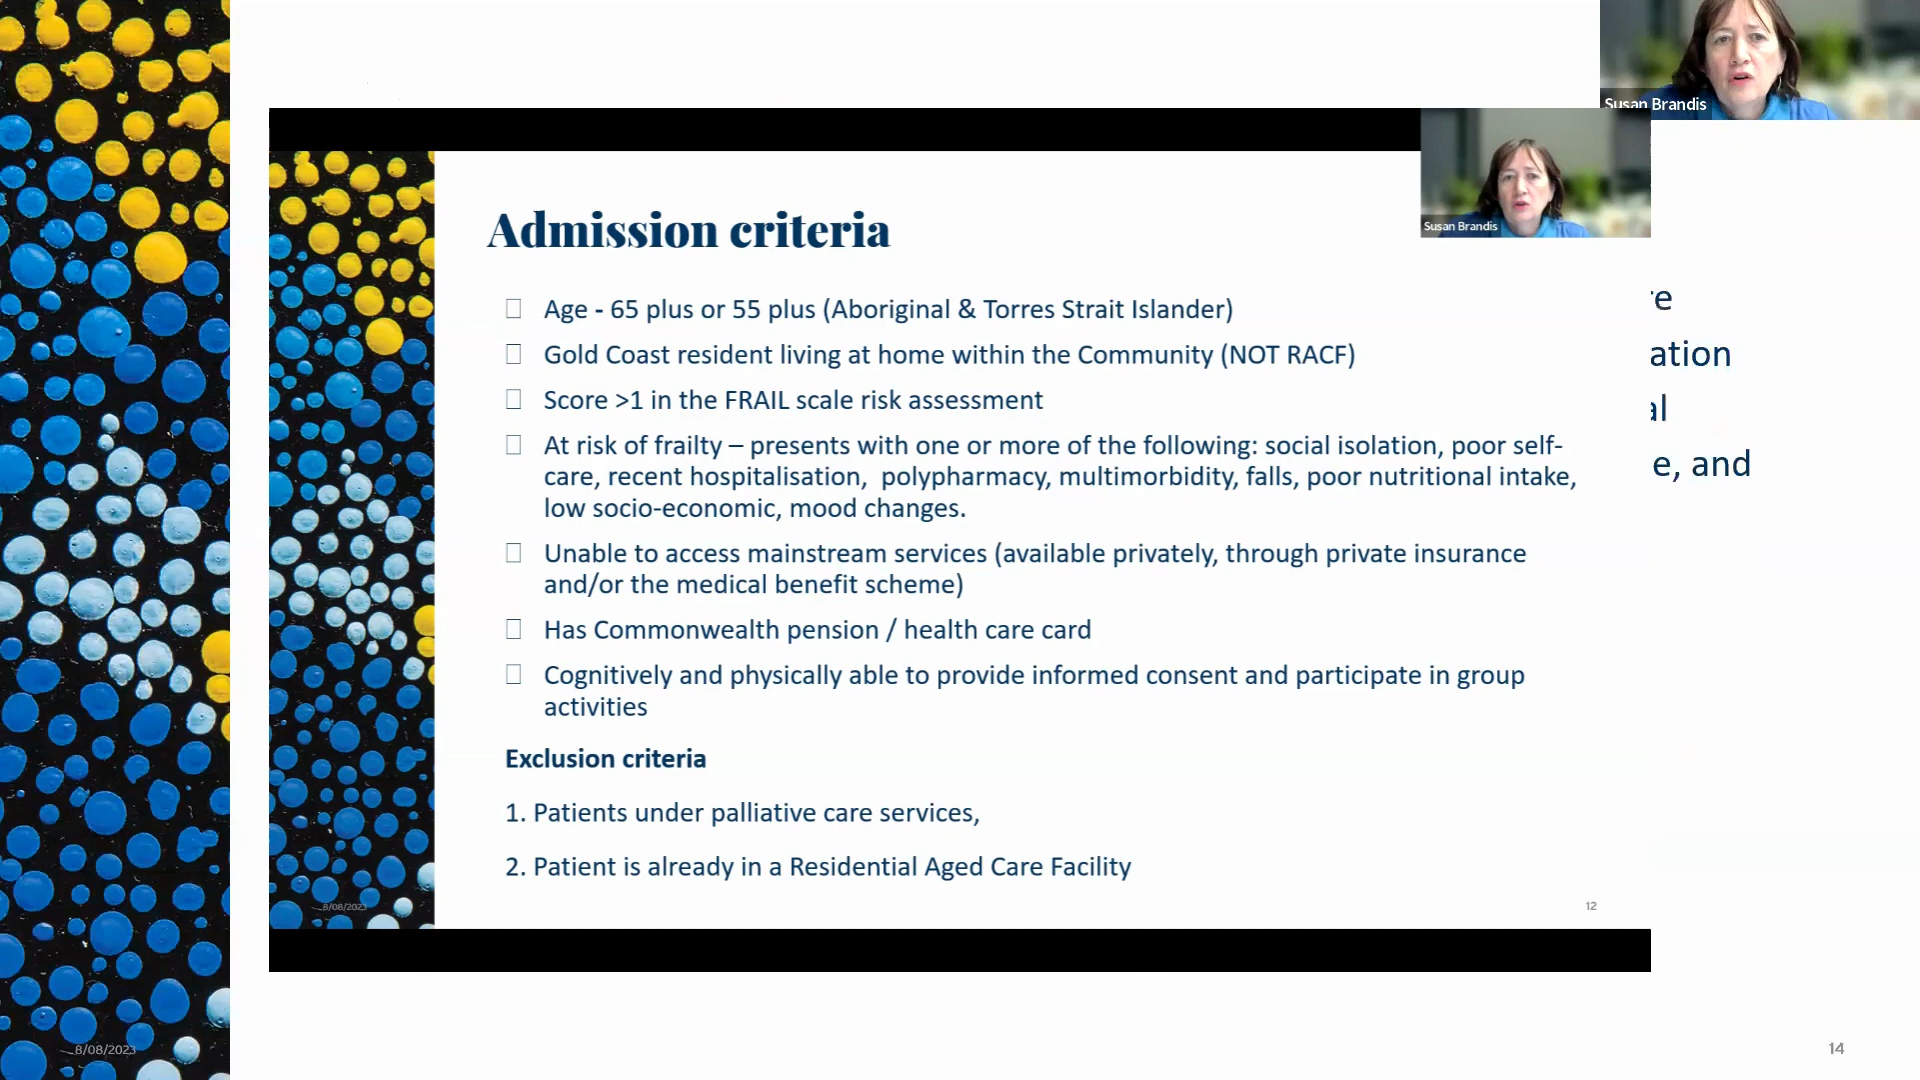 Susan Brandis
Susan Brandis
Admission criteria
Age - 65 plus or 55 plus (Aboriginal & Torres Strait Islander)
Gold Coast resident living at home within the Community (NOT RACF)
Score >1 in the FRAIL scale risk assessment
At risk of frailty – presents with one or more of the following: social isolation, poor self-
care, recent hospitalisation, polypharmacy, multimorbidity, falls, poor nutritional intake,
low socio-economic, mood changes.
Unable to access mainstream services (available privately, through private insurance
and/or the medical benefit scheme)
Has Commonwealth pension / health care card
Cognitively and physically able to provide informed consent and participate in group
activities
Exclusion criteria
1. Patients under palliative care services,
2. Patient is already in a Residential Aged Care Facility
8/08/2023
12
e, and
8/08/2023
14